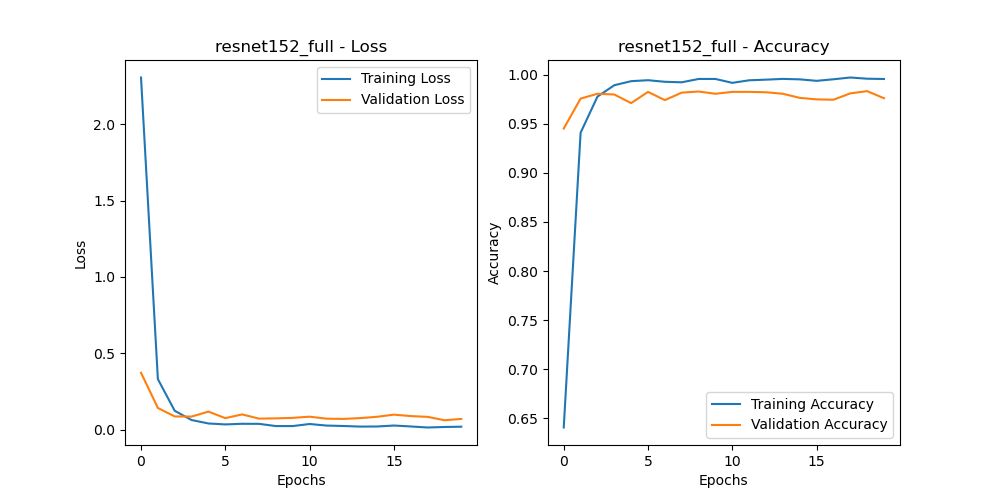 resnet152_full - Loss
Training Loss
Validation Loss
2.0
1.5
1.0
0.5
0.0
Loss
0 5 10 15
Epochs
resnet152_full - Accuracy
1.00
0.95
0.90
0.85
0.80
0.75
0.70
0.65
Accuracy
Training Accuracy
Validation Accuracy
0 5 10 15
Epochs